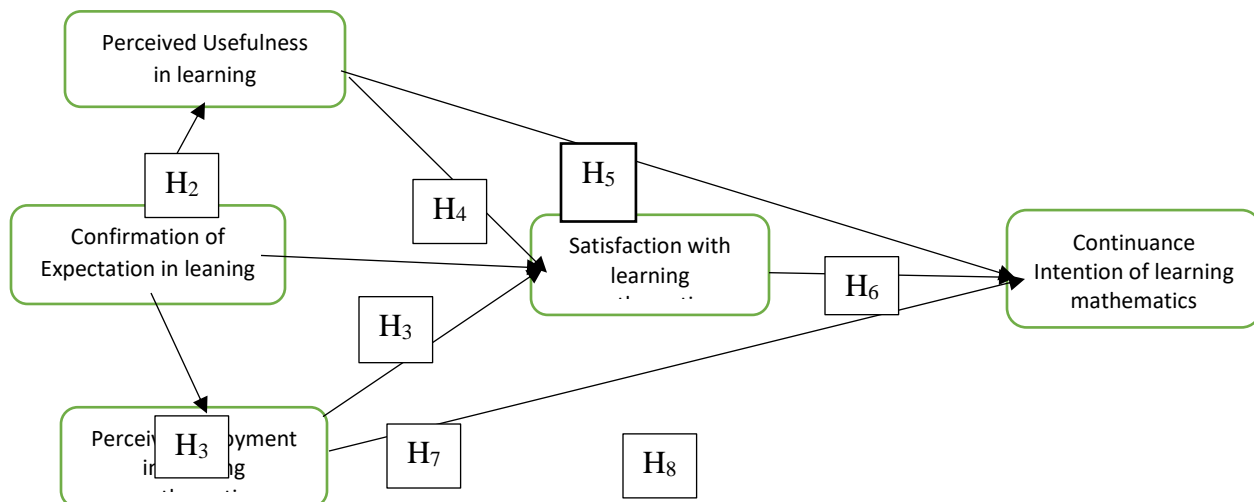 Perceived Usefulness
in learning
H2
H5
H4
Confirmation of
Expectation in leaning
Satisfaction with
learning
Continuance
Intention of learning
mathematics
H6
H3
H3
H7
H8